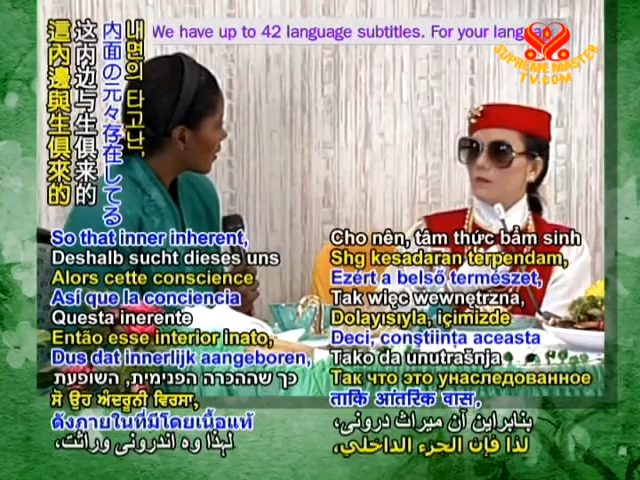 We have up to 42 language subtitles. For your langua
SUPREME MASTER
TV.COM
내면의 타고난,
内面の元々存在してる
这内边与生俱来的
這內邊與生俱來的
So that inner inherent,
Deshalb sucht dieses uns
Alors cette conscience
Así que la conciencia
Questa inerente
Então esse interior inato,
Dus dat innerlijk aangeboren,
כך שההכרה הפנימית, השופעת
ਸੋ ਉਹ ਅੰਦਰੂਨੀ ਵਿਰਸਾ,
ดังภายในที่มีโดยเนื้อแท้
لہذا وہ اندرونی وراثت،
Cho nên, tâm thức bẩm sinh
Shg kesadaran terpendam,
Ezért a belső természet,
Tak więc wewnętrzna,
Dolayısıyla, içimizde
Deci, conştiinţa aceasta
Tako da unutrašnja
Так что это унаследованное
ताकि आंतरिक वास,
بنابراین آن میراث درونی،
لذا فإن الجزء الداخلي،